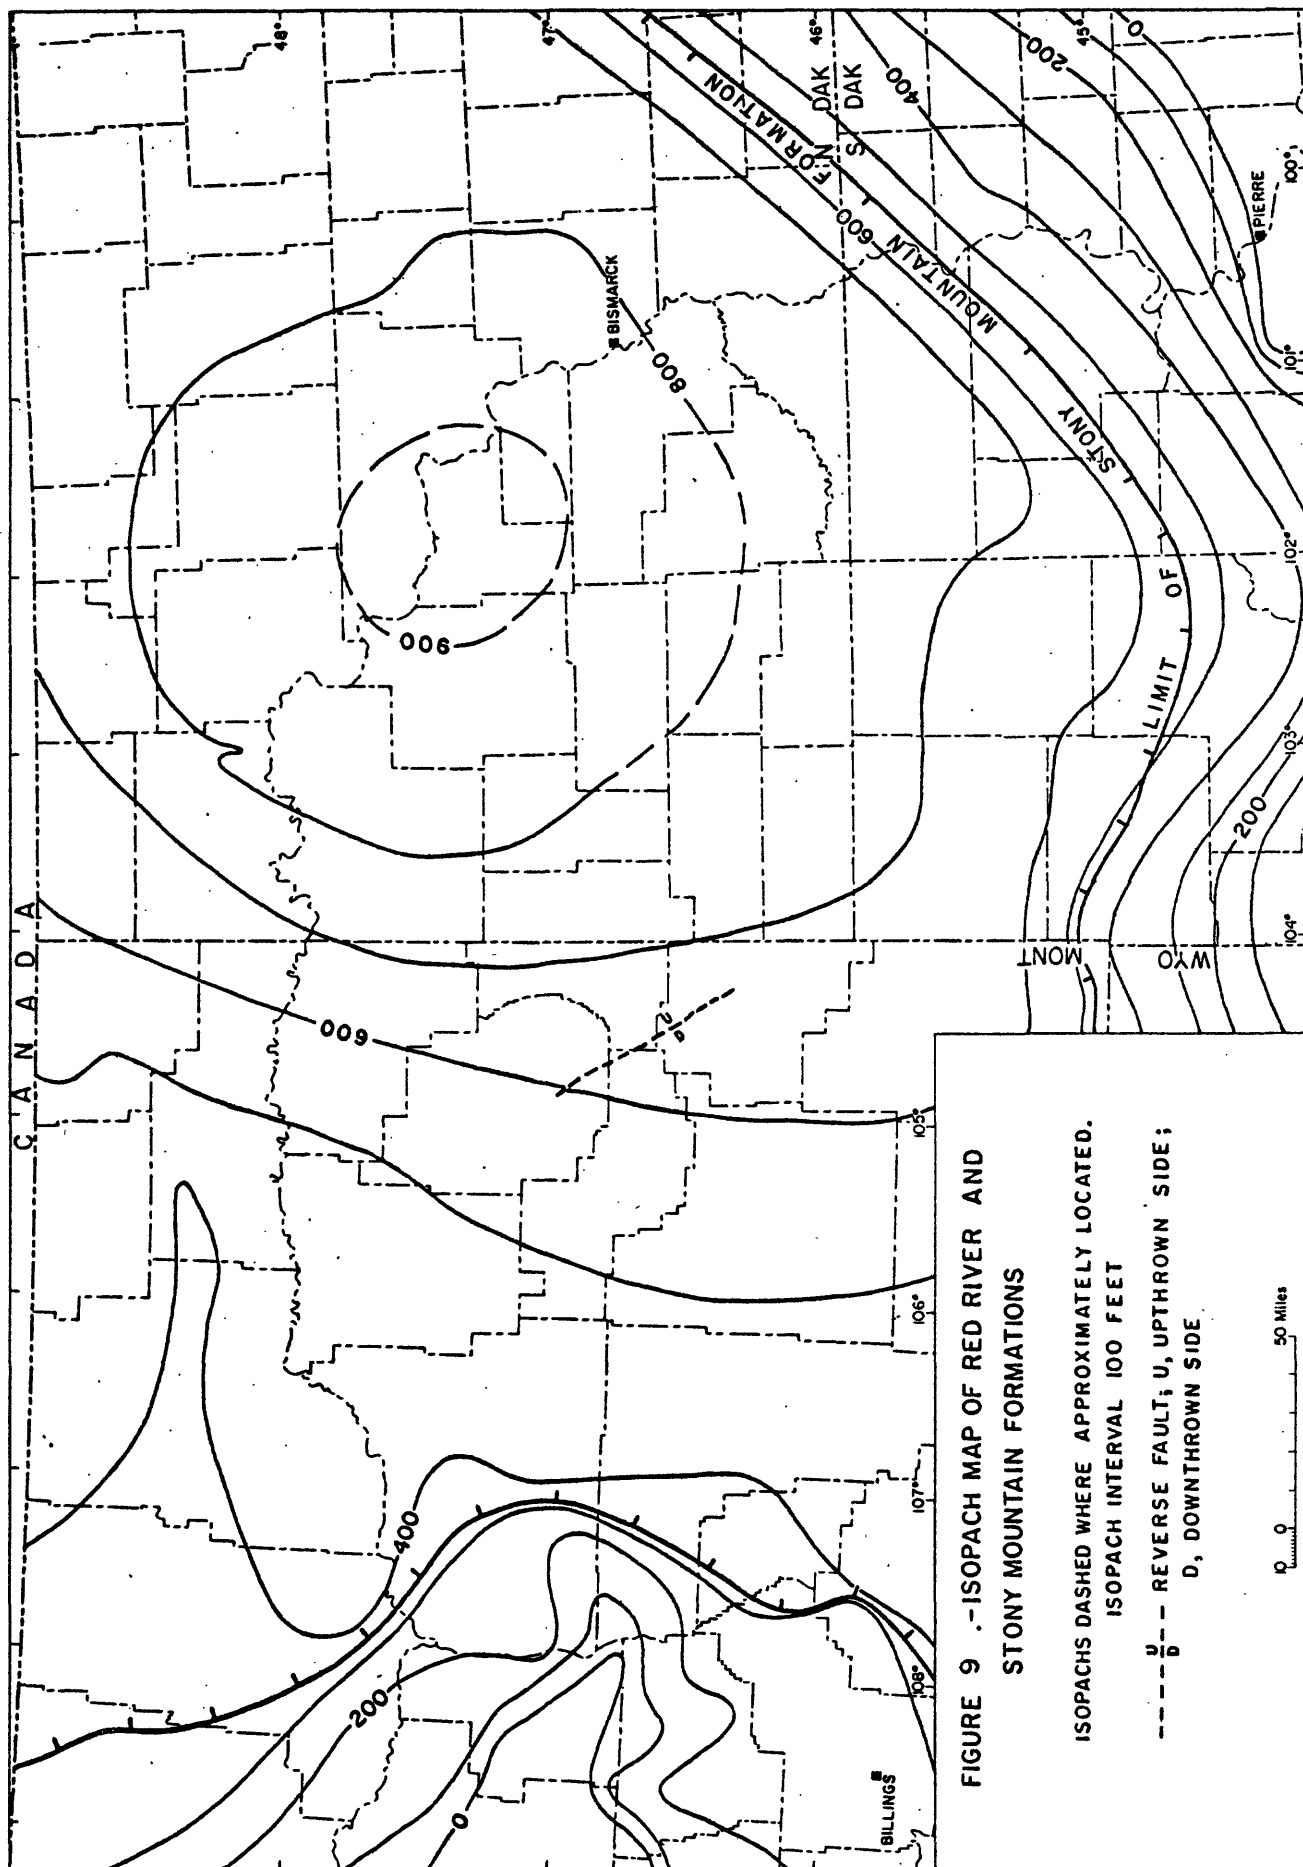 CANADA
48°
47°
46°
45°
N DAK
S DAK
MONT
WYO
LIMIT OF STONY MOUNTAIN FORMATION
BISMARCK
PIERRE
BILLINGS
900
800
600
600
400
400
200
200
200
0
0
U
D
100°
101°
102°
103°
104°
105°
106°
107°
108°
FIGURE 9 .-ISOPACH MAP OF RED RIVER AND
STONY MOUNTAIN FORMATIONS
ISOPACHS DASHED WHERE APPROXIMATELY LOCATED.
ISOPACH INTERVAL 100 FEET
U
D
REVERSE FAULT; U, UPTHROWN SIDE;
D, DOWNTHROWN SIDE
10 0 50 Miles